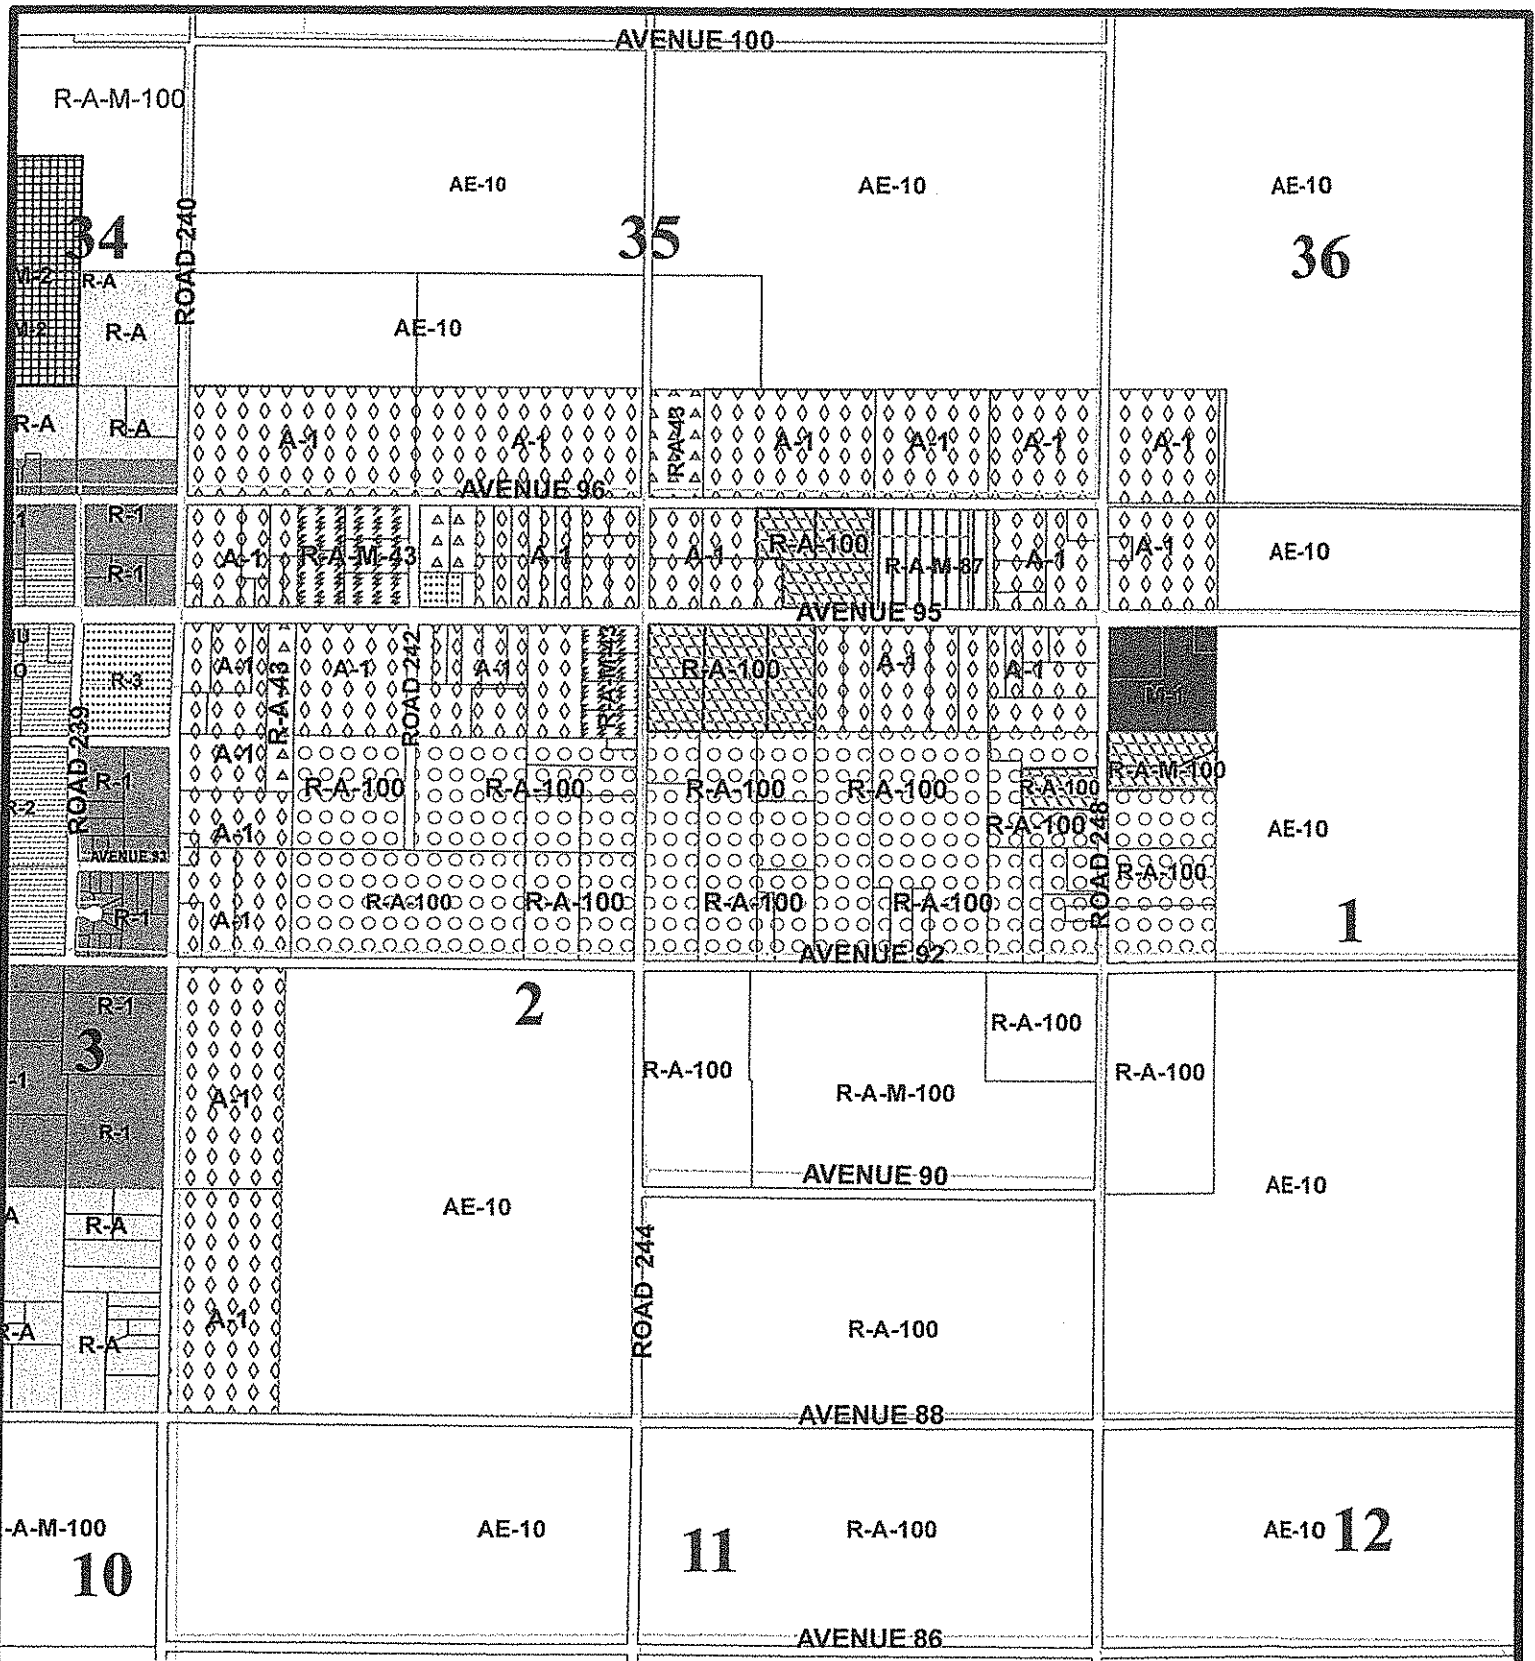 AVENUE 100
R-A-M-100
AE-10
AE-10
AE-10
34
ROAD 240
35
36
M-2
R-A
M-2
R-A
AE-10
R-A
R-A
A-1
A-1
R-A-43
A-1
A-1
A-1
A-1
AVENUE 96
R-1
R-1
A-1
R-A-M-43
A-1
A-1
R-A-100
R-A-M-87
A-1
A-1
AE-10
AVENUE 95
R-3
A-1
R-A-43
A-1
ROAD 242
A-1
R-A-M-43
R-A-100
A-1
A-1
M-1
ROAD 239
A-1
R-1
R-A-100
R-A-100
R-A-100
R-A-100
R-A-100
R-A-M-100
R-2
A-1
R-A-100
ROAD 248
AE-10
AVENUE 93
R-1
A-1
R-A-100
R-A-100
R-A-100
R-A-100
R-A-100
1
AVENUE 92
R-1
2
R-A-100
3
-1
R-1
A-1
R-A-100
R-A-M-100
R-A-100
AVENUE 90
AE-10
AE-10
A
R-A
ROAD 244
R-A
R-A
A-1
R-A-100
AVENUE 88
-A-M-100
10
AE-10
11
R-A-100
AE-10
12
AVENUE 86